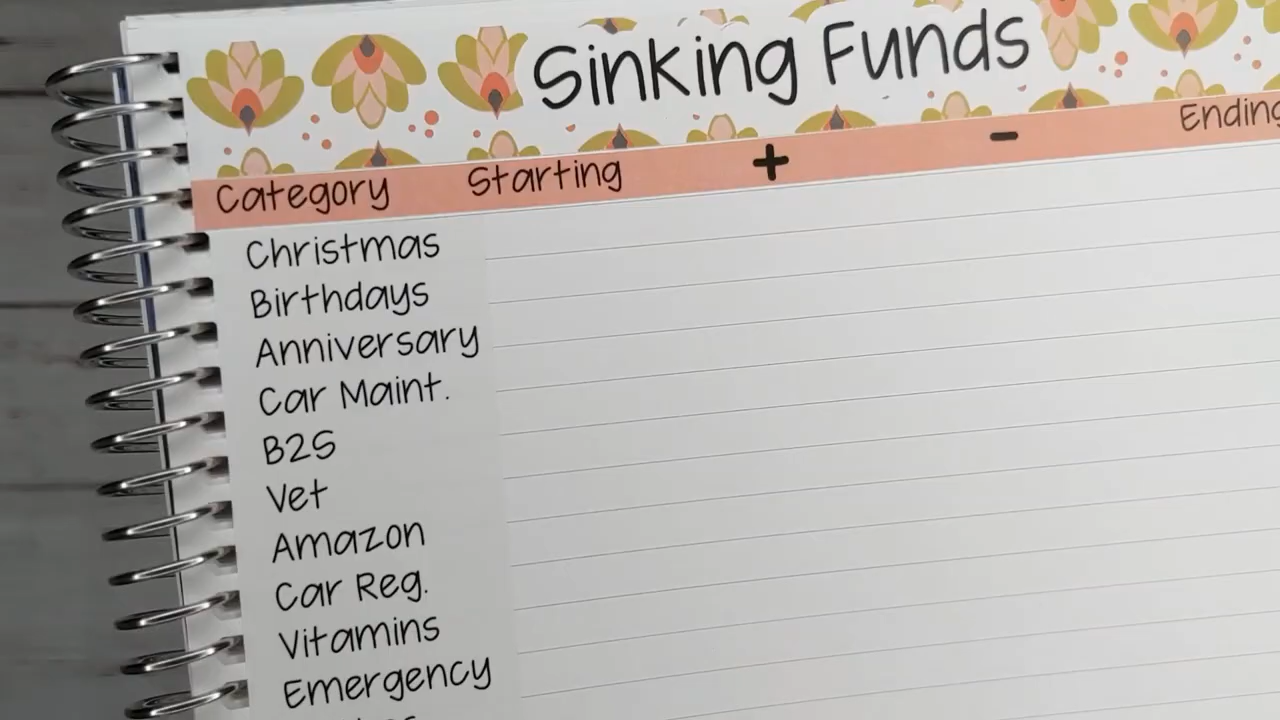 Sinking Funds
Category Starting + - Ending
Christmas
Birthdays
Anniversary
Car Maint.
B2S
Vet
Amazon
Car Reg.
Vitamins
Emergency